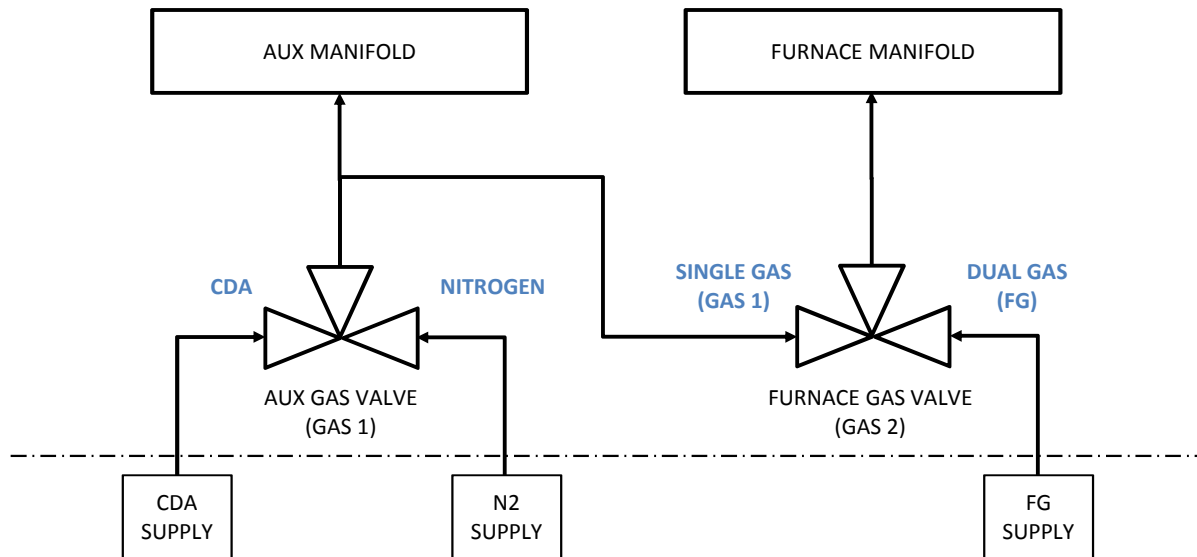 AUX MANIFOLD
FURNACE MANIFOLD
CDA
NITROGEN
SINGLE GAS
(GAS 1)
DUAL GAS
(FG)
AUX GAS VALVE
(GAS 1)
FURNACE GAS VALVE
(GAS 2)
CDA
SUPPLY
N2
SUPPLY
FG
SUPPLY